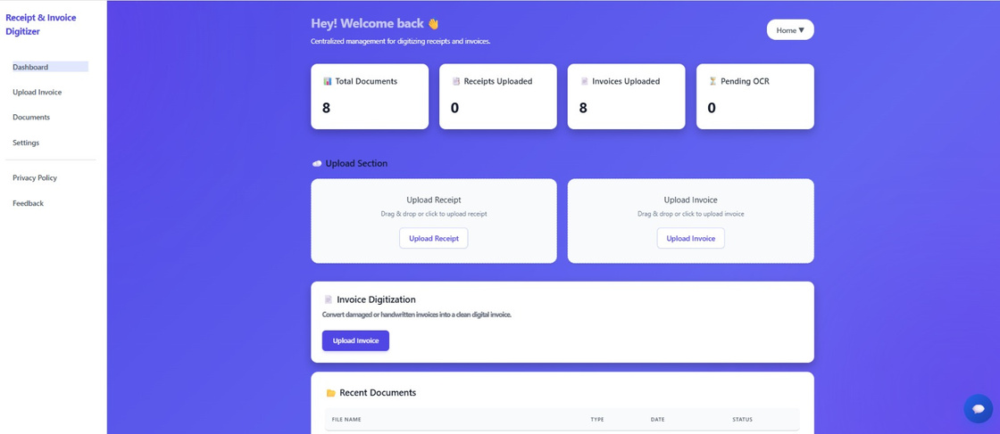 Receipt & Invoice
Digitizer
Dashboard
Upload Invoice
Documents
Settings
Privacy Policy
Feedback
Hey! Welcome back 👋
Centralized management for digitizing receipts and invoices.
Home ▼
📊 Total Documents
8
🧾 Receipts Uploaded
0
📄 Invoices Uploaded
8
⏳ Pending OCR
0
☁️ Upload Section
Upload Receipt
Drag & drop or click to upload receipt
Upload Receipt
Upload Invoice
Drag & drop or click to upload invoice
Upload Invoice
📄 Invoice Digitization
Convert damaged or handwritten invoices into a clean digital invoice.
Upload Invoice
📂 Recent Documents
FILE NAME TYPE DATE STATUS